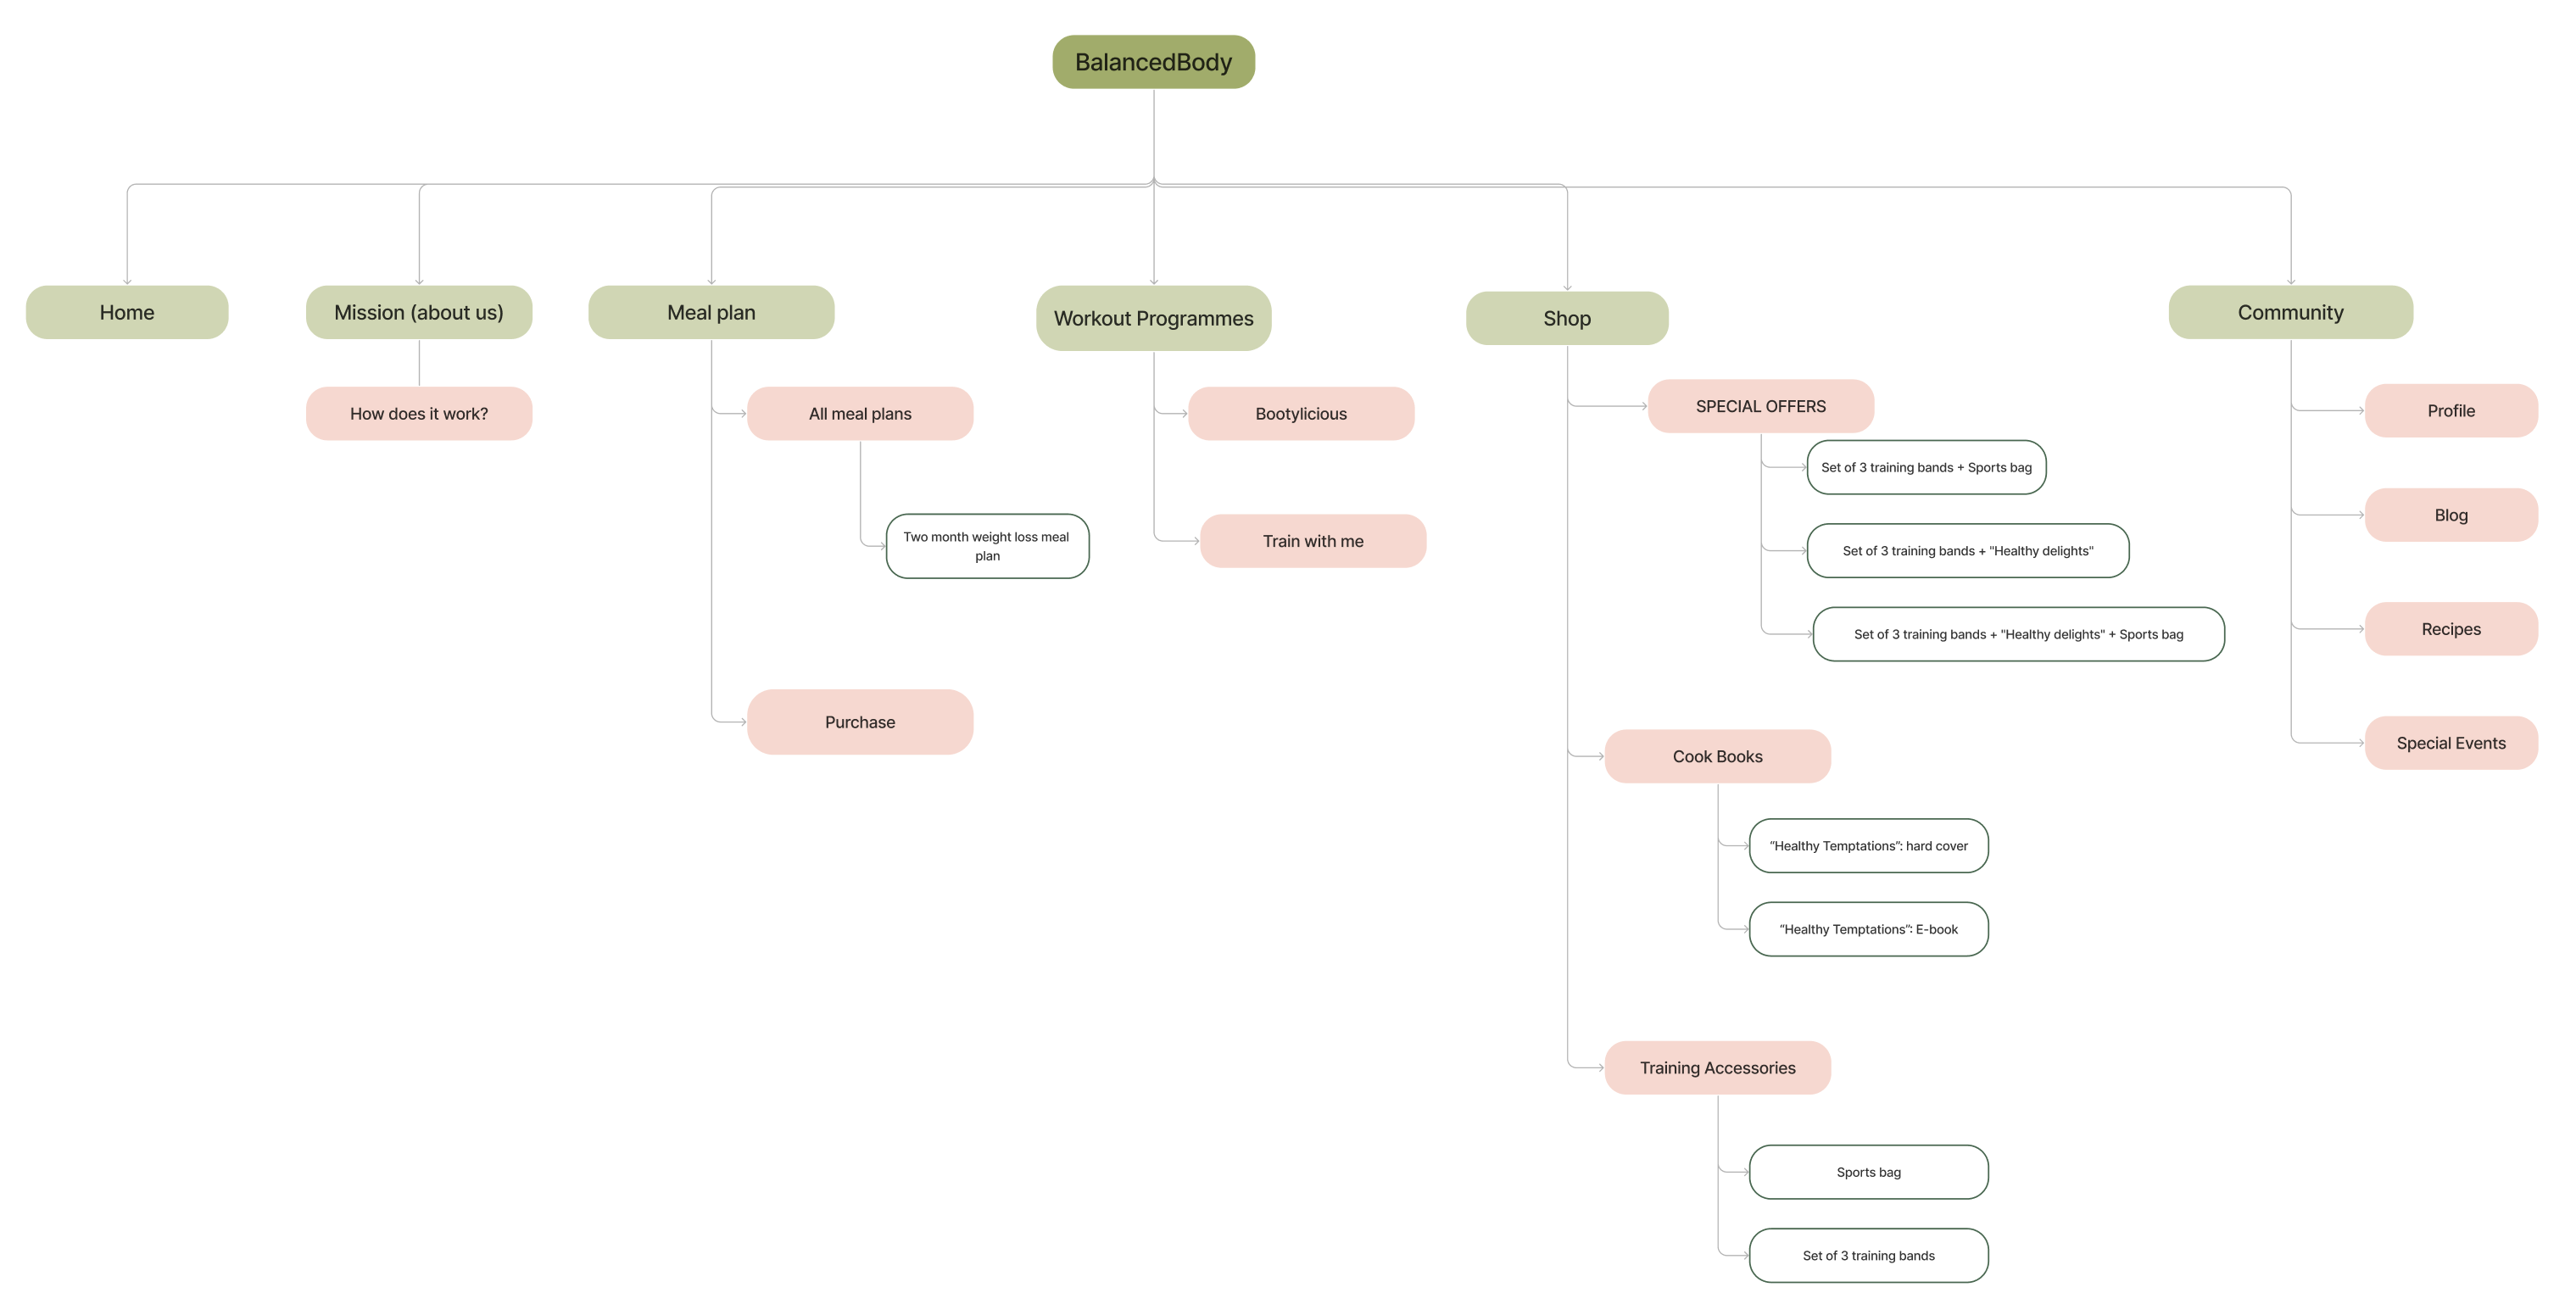 BalancedBody
Home
Mission (about us)
How does it work?
Meal plan
All meal plans
Two month weight loss meal
plan
Purchase
Workout Programmes
Bootylicious
Train with me
Shop
SPECIAL OFFERS
Set of 3 training bands + Sports bag
Set of 3 training bands + "Healthy delights"
Set of 3 training bands + "Healthy delights" + Sports bag
Cook Books
“Healthy Temptations”: hard cover
“Healthy Temptations”: E-book
Training Accessories
Sports bag
Set of 3 training bands
Community
Profile
Blog
Recipes
Special Events